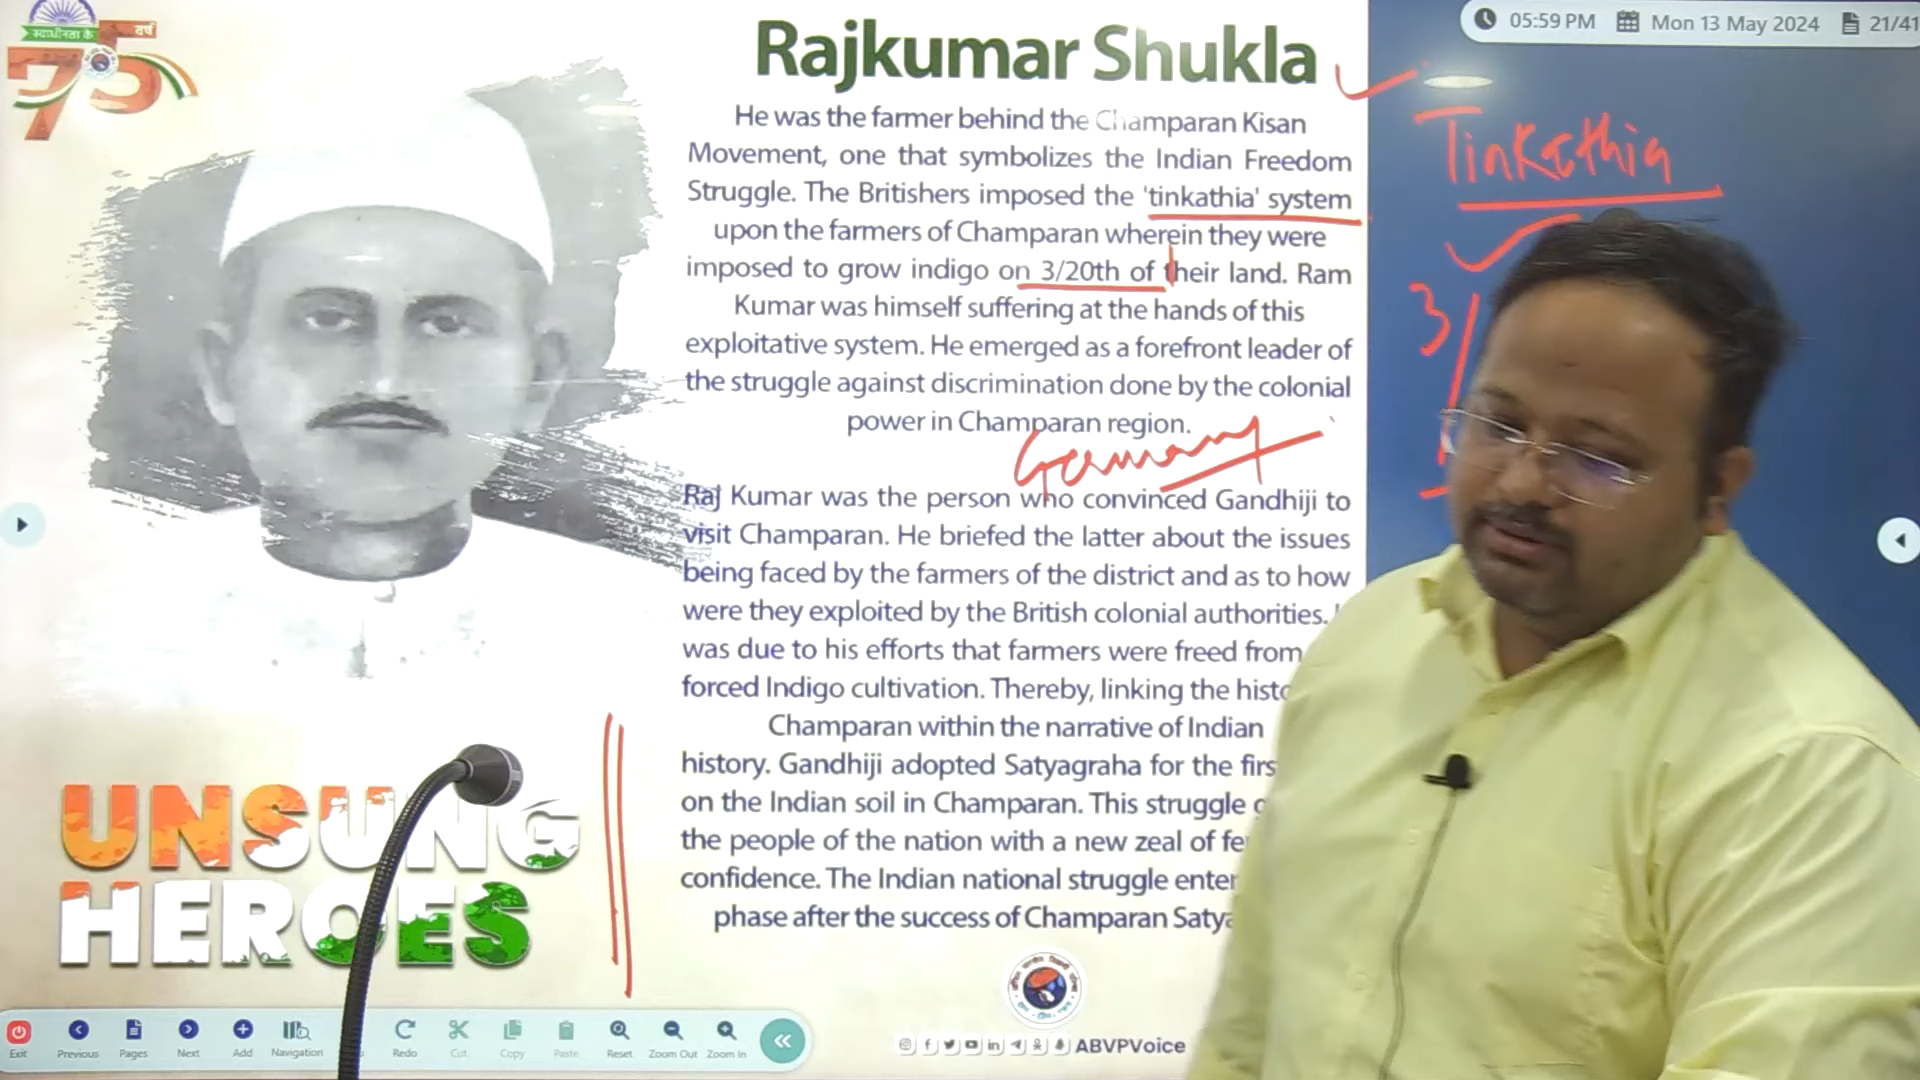 स्वाधीनता के
वर्ष
75
Rajkumar Shukla
05:59 PM Mon 13 May 2024 21/41
He was the farmer behind the Champaran Kisan
Movement, one that symbolizes the Indian Freedom
Struggle. The Britishers imposed the 'tinkathia' system
upon the farmers of Champaran wherein they were
imposed to grow indigo on 3/20th of their land. Ram
Kumar was himself suffering at the hands of this
exploitative system. He emerged as a forefront leader of
the struggle against discrimination done by the colonial
power in Champaran region.
Tinkathia
3/
Germany
Raj Kumar was the person who convinced Gandhiji to
visit Champaran. He briefed the latter about the issues
being faced by the farmers of the district and as to how
were they exploited by the British colonial authorities.
was due to his efforts that farmers were freed from
forced Indigo cultivation. Thereby, linking the histo
Champaran within the narrative of Indian
history. Gandhiji adopted Satyagraha for the firs
on the Indian soil in Champaran. This struggle
the people of the nation with a new zeal of fe
confidence. The Indian national struggle enter
phase after the success of Champaran Satya
UNSUNG
HEROES
ABVPVoice
Exit Previous Pages Next Add Navigation Redo Cut Copy Paste Reset Zoom Out Zoom In